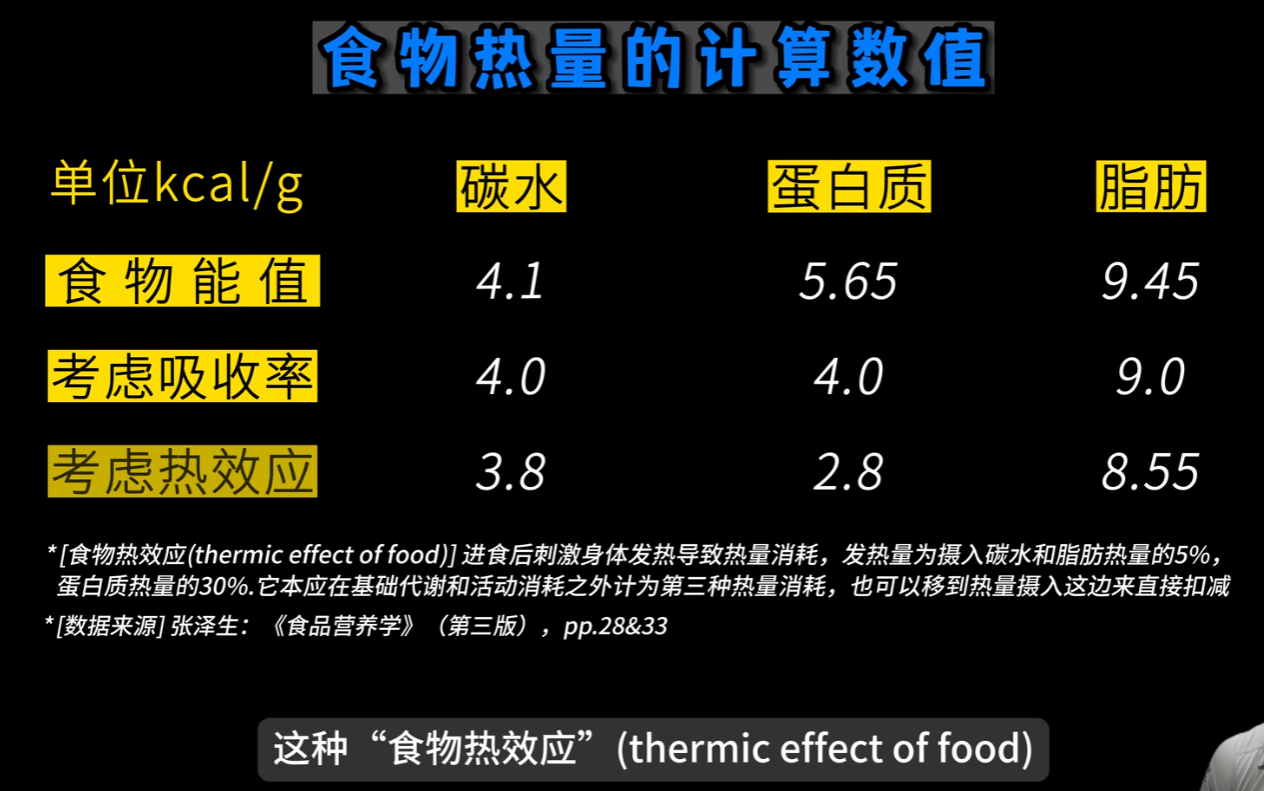 食物热量的计算数值
单位kcal/g 碳水 蛋白质 脂肪
食物能值 4.1 5.65 9.45
考虑吸收率 4.0 4.0 9.0
考虑热效应 3.8 2.8 8.55
*[食物热效应(thermic effect of food)] 进食后刺激身体发热导致热量消耗，发热量为摄入碳水和脂肪热量的5%，
蛋白质热量的30%.它本应在基础代谢和活动消耗之外计为第三种热量消耗，也可以移到热量摄入这边来直接扣减
*[数据来源] 张泽生：《食品营养学》（第三版），pp.28&33
这种“食物热效应”(thermic effect of food)